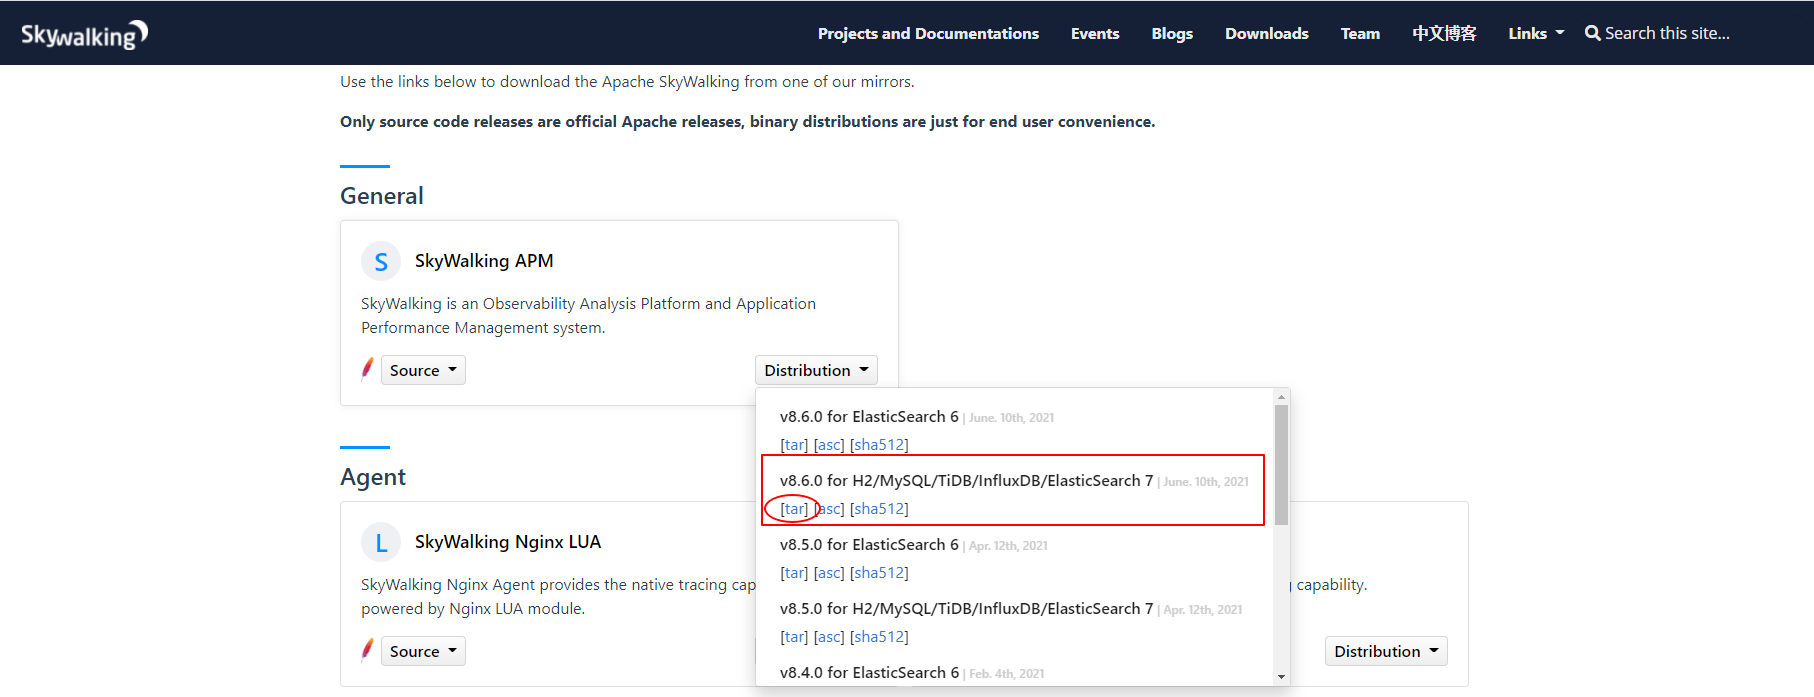 Skywalking
Projects and Documentations Events Blogs Downloads Team 中文博客 Links Search this site...
Use the links below to download the Apache SkyWalking from one of our mirrors.
Only source code releases are official Apache releases, binary distributions are just for end user convenience.
General
S SkyWalking APM
SkyWalking is an Observability Analysis Platform and Application
Performance Management system.
Source Distribution
v8.6.0 for ElasticSearch 6 | June. 10th, 2021
[tar] [asc] [sha512]
v8.6.0 for H2/MySQL/TiDB/InfluxDB/ElasticSearch 7 | June. 10th, 2021
[tar] [asc] [sha512]
v8.5.0 for ElasticSearch 6 | Apr. 12th, 2021
[tar] [asc] [sha512]
v8.5.0 for H2/MySQL/TiDB/InfluxDB/ElasticSearch 7 | Apr. 12th, 2021
[tar] [asc] [sha512]
v8.4.0 for ElasticSearch 6 | Feb. 4th, 2021
Agent
L SkyWalking Nginx LUA
SkyWalking Nginx Agent provides the native tracing cap
powered by Nginx LUA module.
Source
capability.
Distribution